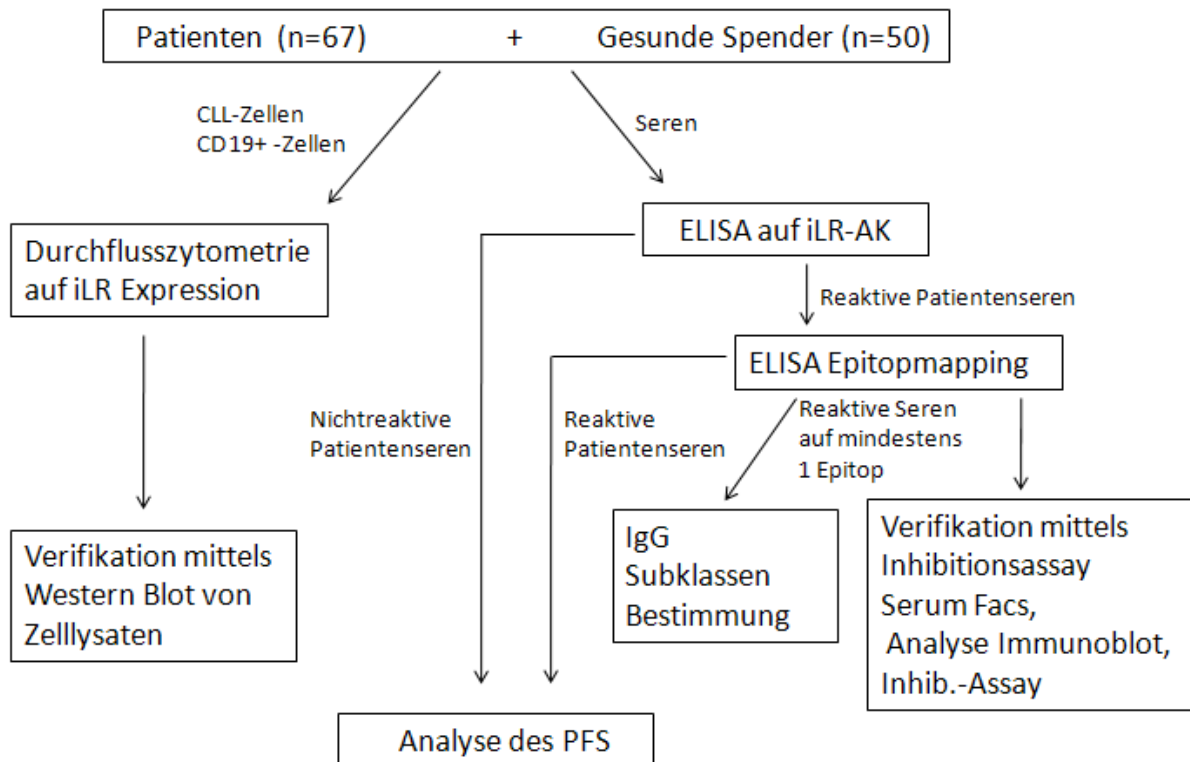 Patienten (n=67) + Gesunde Spender (n=50)
CLL-Zellen
CD19+ -Zellen
Seren
Durchflusszytometrie
auf iLR Expression
ELISA auf iLR-AK
Reaktive Patientenseren
ELISA Epitopmapping
Nichtreaktive
Patientenseren
Reaktive
Patientenseren
Reaktive Seren
auf mindestens
1 Epitop
Verifikation mittels
Western Blot von
Zelllysaten
IgG
Subklassen
Bestimmung
Verifikation mittels
Inhibitionsassay
Serum Facs,
Analyse Immunoblot,
Inhib.-Assay
Analyse des PFS